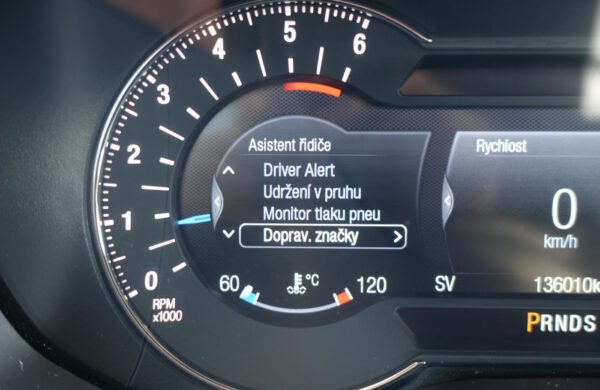 6
5
4
3
2
1
0
RPM
x1000
Asistent řidiče
Driver Alert
Udržení v pruhu
Monitor tlaku pneu
Doprav. značky
60
°C
120
Rychlost
0
km/h
SV
136010k
PRNDS